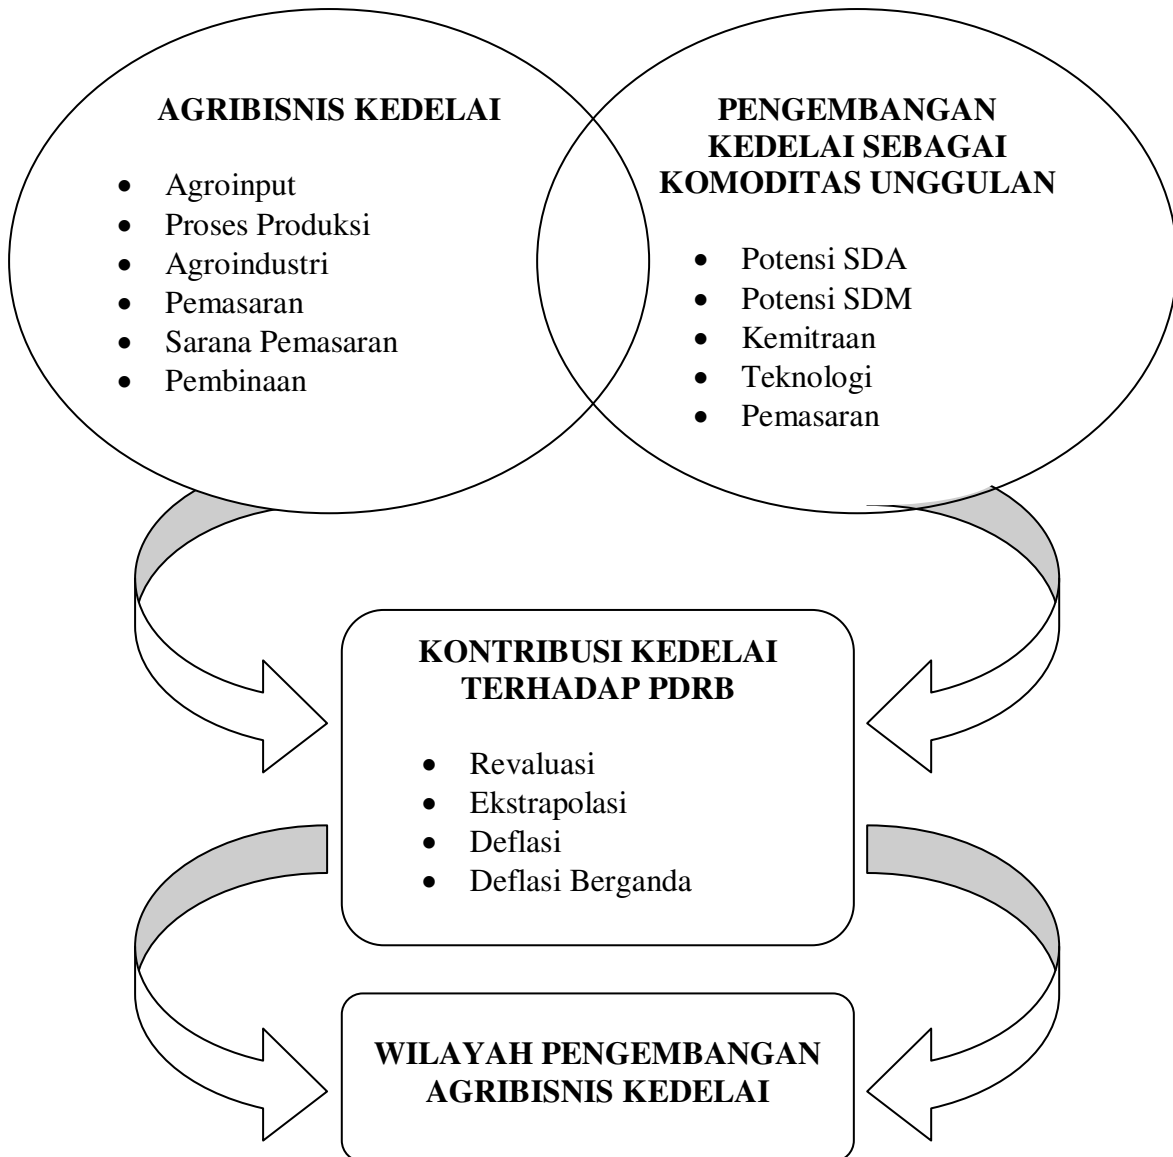 AGRIBISNIS KEDELAI
• Agroinput
• Proses Produksi
• Agroindustri
• Pemasaran
• Sarana Pemasaran
• Pembinaan
PENGEMBANGAN
KEDELAI SEBAGAI
KOMODITAS UNGGULAN
• Potensi SDA
• Potensi SDM
• Kemitraan
• Teknologi
• Pemasaran
KONTRIBUSI KEDELAI
TERHADAP PDRB
• Revaluasi
• Ekstrapolasi
• Deflasi
• Deflasi Berganda
WILAYAH PENGEMBANGAN
AGRIBISNIS KEDELAI